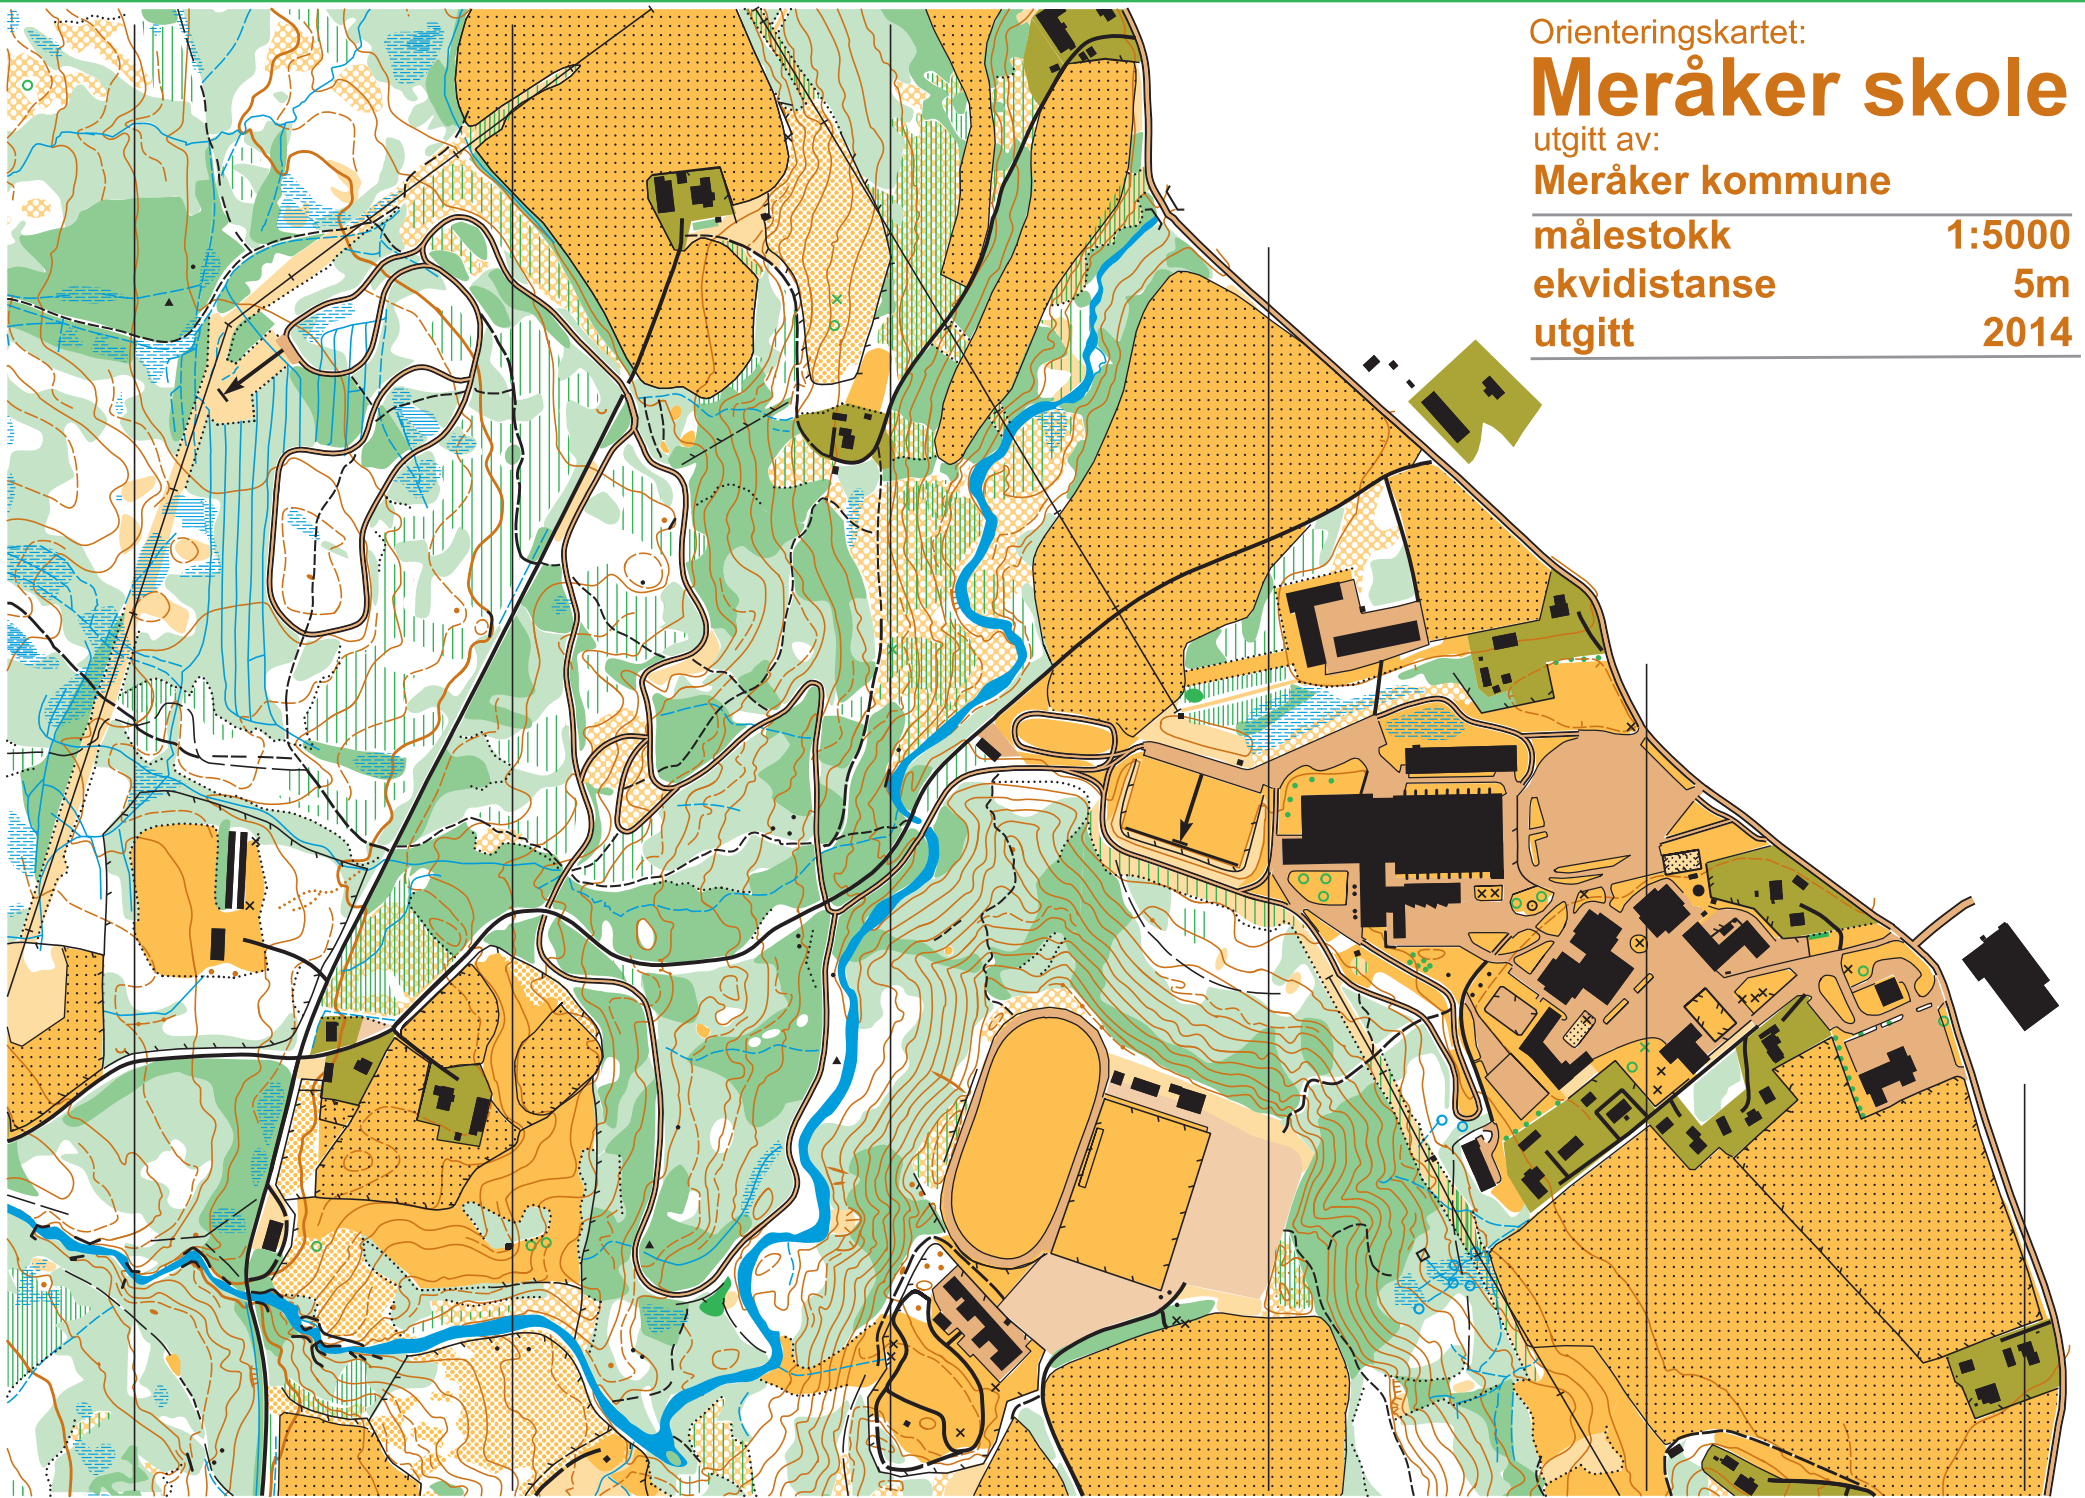 Orienteringskartet:
Meråker skole
utgitt av:
Meråker kommune
målestokk 1:5000
ekvidistanse 5m
utgitt 2014